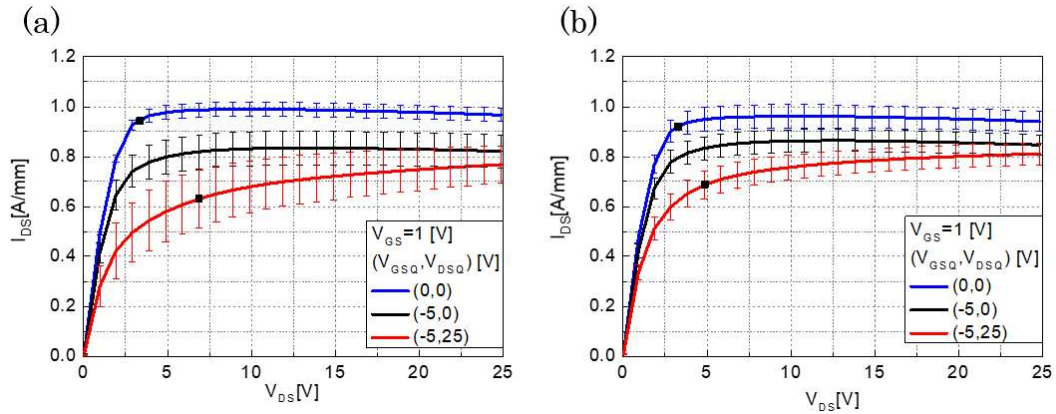 (a)
1.2
1.0
0.8
0.6
0.4
0.2
0.0
I_DS[A/mm]
0 5 10 15 20 25
V_DS[V]
V_GS=1 [V]
(V_GSQ,V_DSQ) [V]
(0,0)
(-5,0)
(-5,25)
(b)
1.2
1.0
0.8
0.6
0.4
0.2
0.0
I_DS[A/mm]
0 5 10 15 20 25
V_DS[V]
V_GS=1 [V]
(V_GSQ,V_DSQ) [V]
(0,0)
(-5,0)
(-5,25)